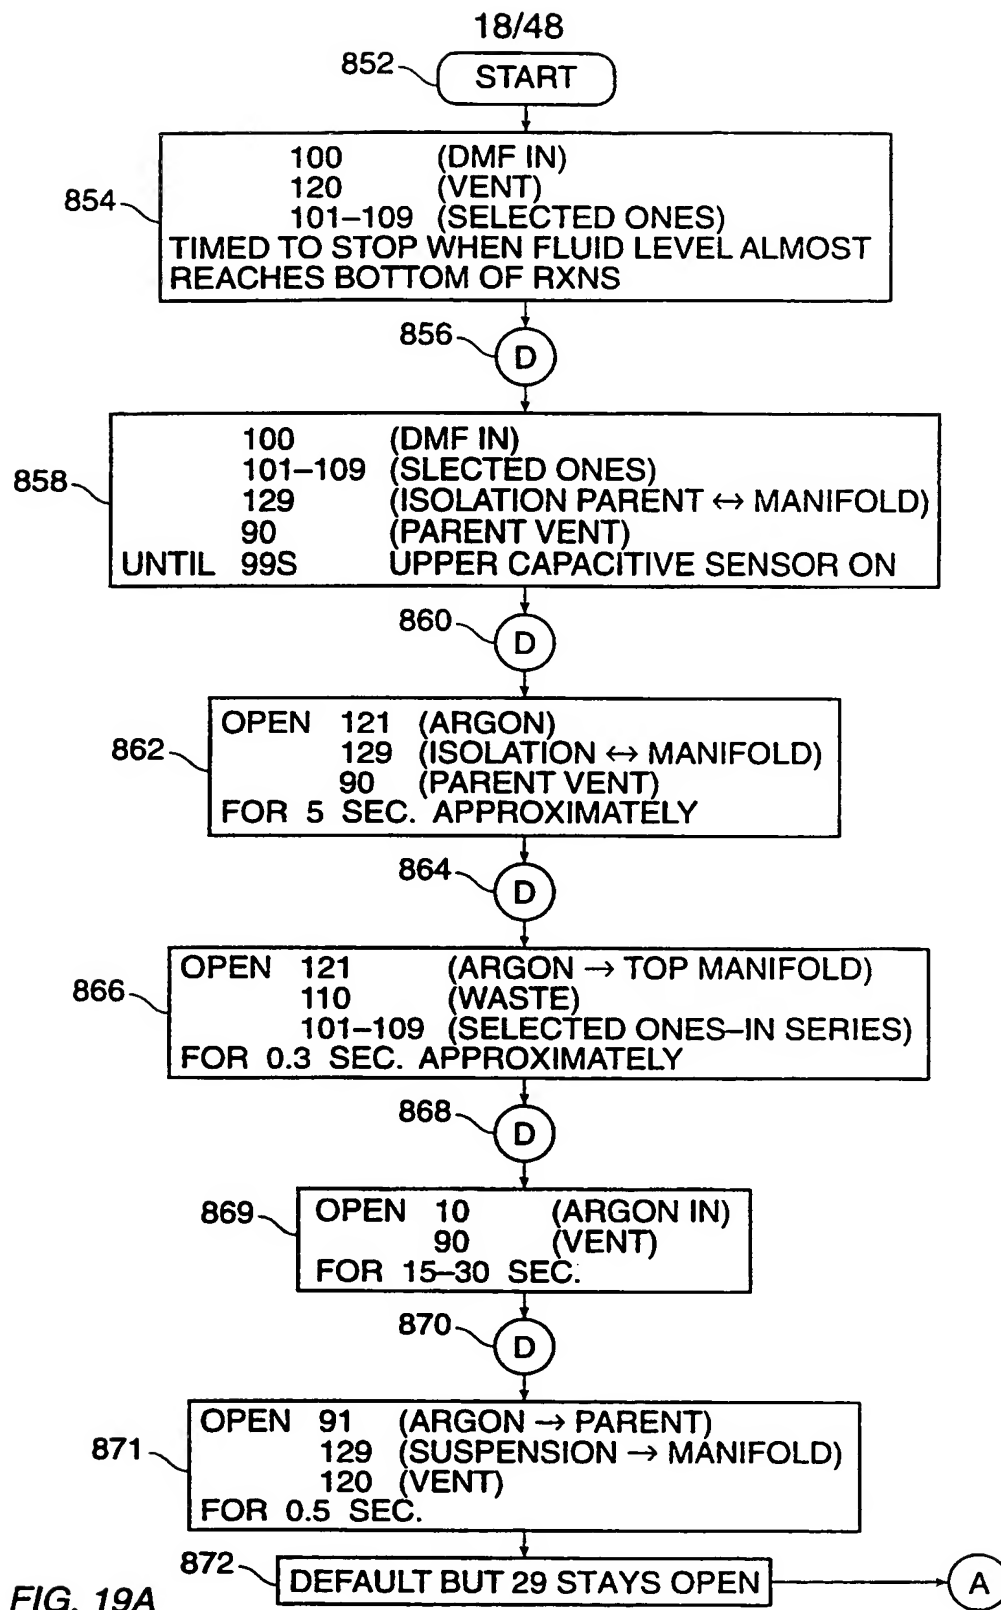 18/48
852
START
854
100 (DMF IN)
120 (VENT)
101–109 (SELECTED ONES)
TIMED TO STOP WHEN FLUID LEVEL ALMOST
REACHES BOTTOM OF RXNS
856
D
858
100 (DMF IN)
101–109 (SLECTED ONES)
129 (ISOLATION PARENT ↔ MANIFOLD)
90 (PARENT VENT)
UNTIL 99S UPPER CAPACITIVE SENSOR ON
860
D
862
OPEN 121 (ARGON)
129 (ISOLATION ↔ MANIFOLD)
90 (PARENT VENT)
FOR 5 SEC. APPROXIMATELY
864
D
866
OPEN 121 (ARGON → TOP MANIFOLD)
110 (WASTE)
101–109 (SELECTED ONES–IN SERIES)
FOR 0.3 SEC. APPROXIMATELY
868
D
869
OPEN 10 (ARGON IN)
90 (VENT)
FOR 15–30 SEC.
870
D
871
OPEN 91 (ARGON → PARENT)
129 (SUSPENSION → MANIFOLD)
120 (VENT)
FOR 0.5 SEC.
872
DEFAULT BUT 29 STAYS OPEN
A
FIG. 19A